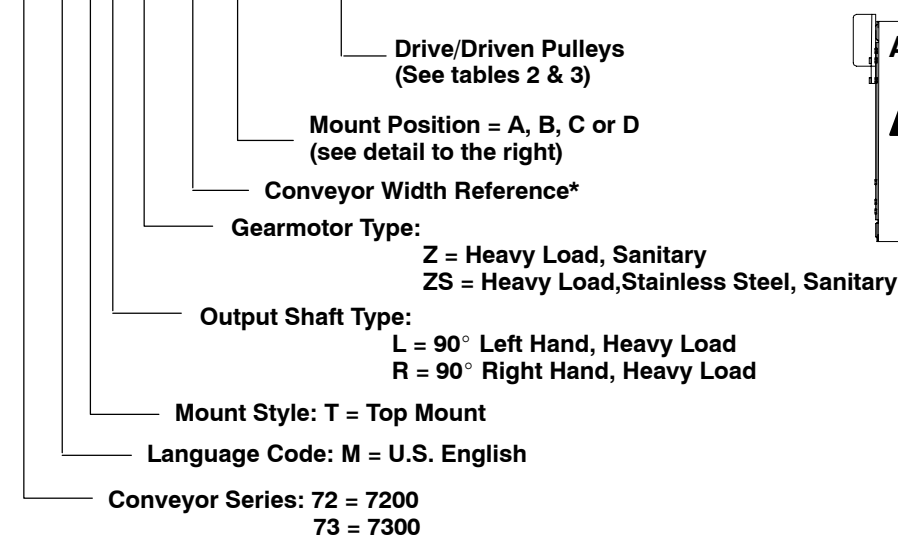 Drive/Driven Pulleys
(See tables 2 & 3)
Mount Position = A, B, C or D
(see detail to the right)
Conveyor Width Reference*
Gearmotor Type:
Z = Heavy Load, Sanitary
ZS = Heavy Load,Stainless Steel, Sanitary
Output Shaft Type:
L = 90° Left Hand, Heavy Load
R = 90° Right Hand, Heavy Load
Mount Style: T = Top Mount
Language Code: M = U.S. English
Conveyor Series: 72 = 7200
73 = 7300